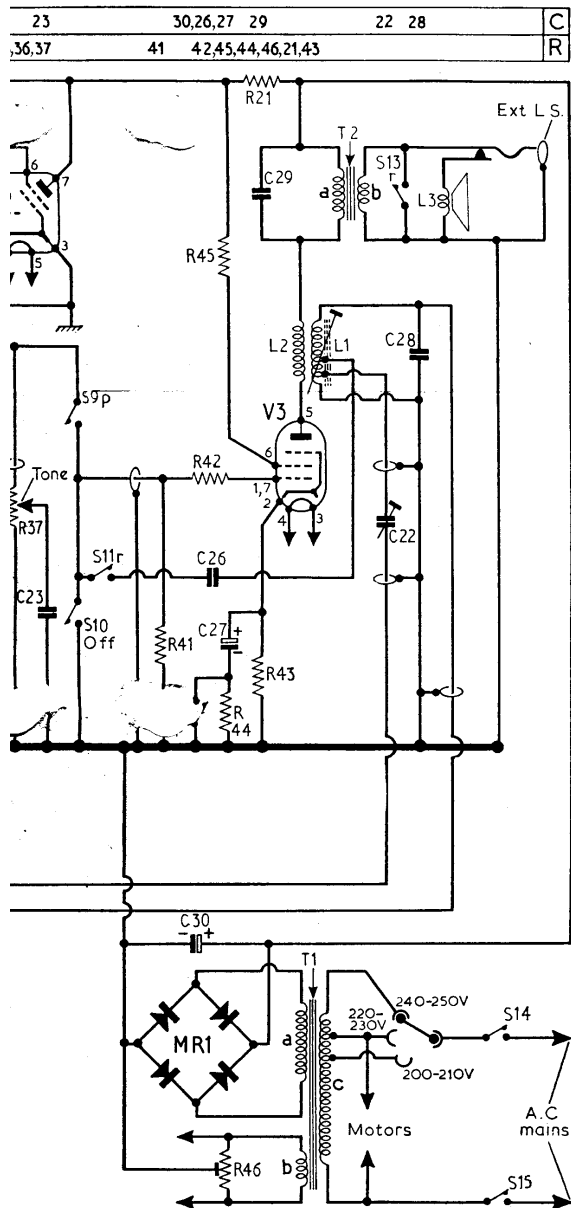 23 30,26,27 29 22 28 C
,36,37 41 42,45,44,46,21,43 R
R21
Ext L.S.
T2
S13
r
6
7
C29
a
b
L3
3
5
R45
L2
L1
C28
S9p
V3
5
Tone
R42
6
1,7
2
4
3
R37
C22
S11r
C26
C23
S10
Off
R41
C27 +
-
R43
R
44
C30
- +
T1
240-250V
220-
230V
S14
MR1
a
c
200-210V
Motors
A.C
mains
R46
b
S15